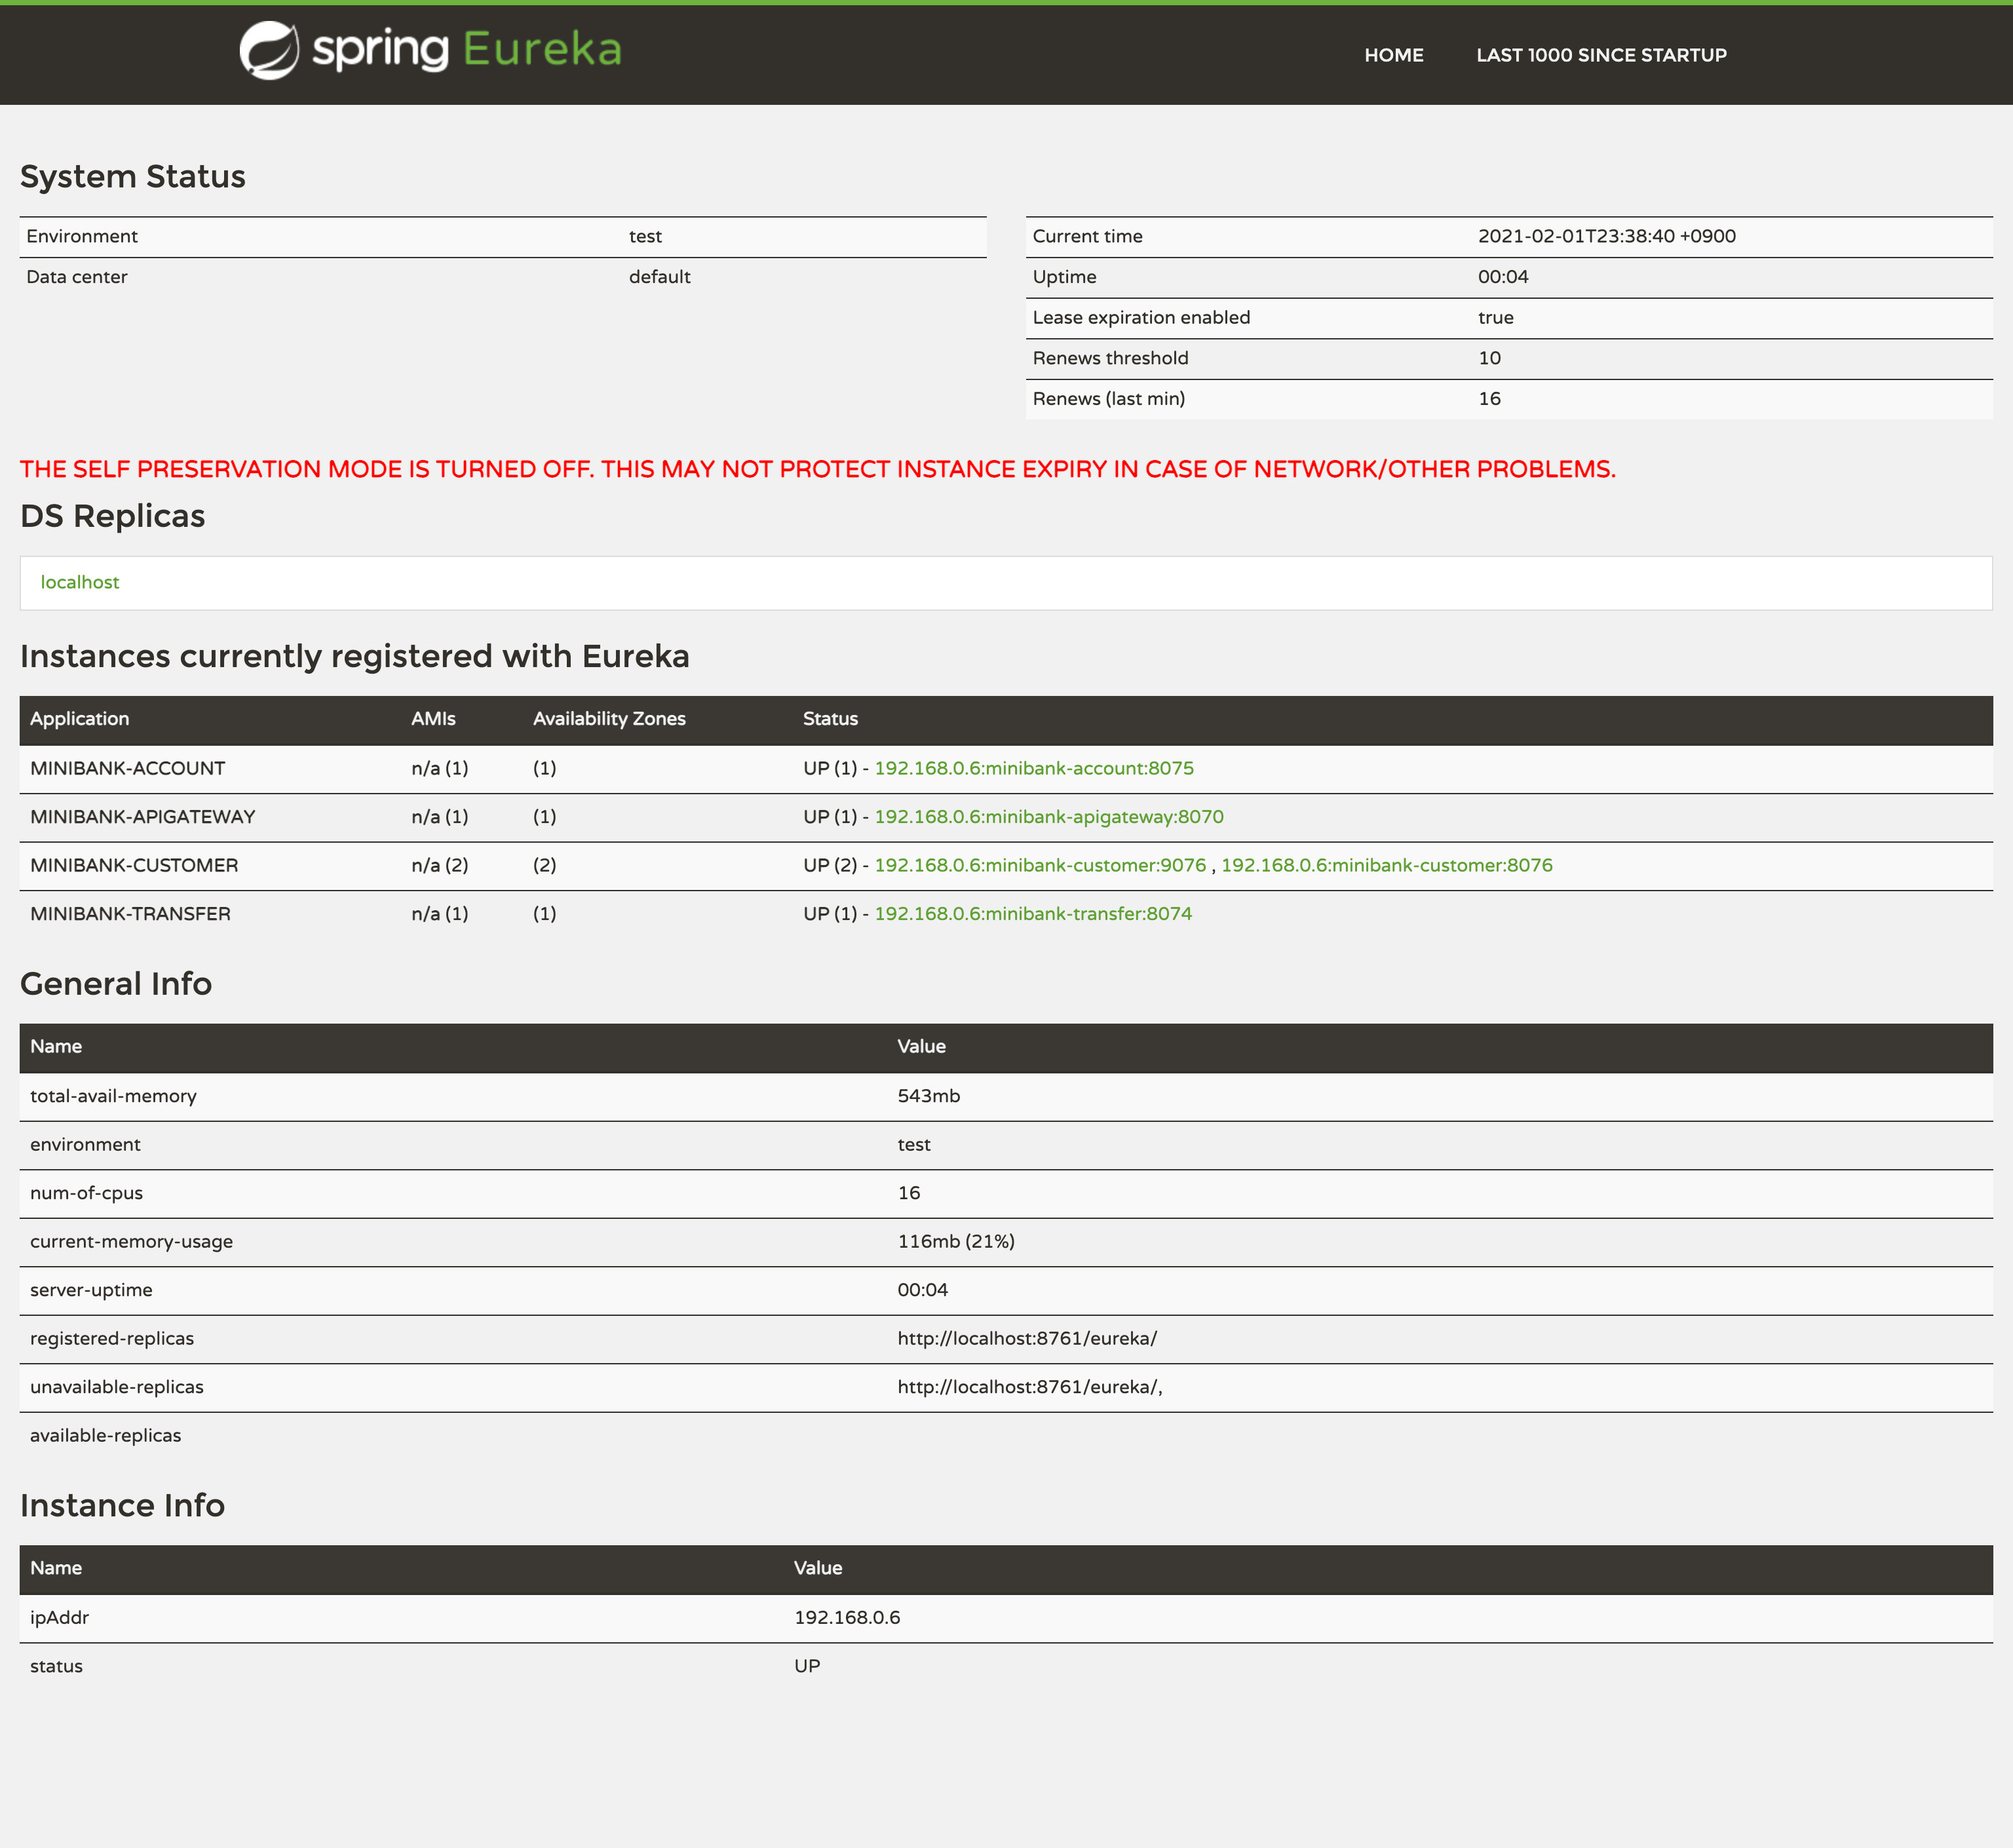 spring Eureka
HOME LAST 1000 SINCE STARTUP
System Status
Environment test
Data center default
Current time 2021-02-01T23:38:40 +0900
Uptime 00:04
Lease expiration enabled true
Renews threshold 10
Renews (last min) 16
THE SELF PRESERVATION MODE IS TURNED OFF. THIS MAY NOT PROTECT INSTANCE EXPIRY IN CASE OF NETWORK/OTHER PROBLEMS.
DS Replicas
localhost
Instances currently registered with Eureka
Application AMIs Availability Zones Status
MINIBANK-ACCOUNT n/a (1) (1) UP (1) - 192.168.0.6:minibank-account:8075
MINIBANK-APIGATEWAY n/a (1) (1) UP (1) - 192.168.0.6:minibank-apigateway:8070
MINIBANK-CUSTOMER n/a (2) (2) UP (2) - 192.168.0.6:minibank-customer:9076 , 192.168.0.6:minibank-customer:8076
MINIBANK-TRANSFER n/a (1) (1) UP (1) - 192.168.0.6:minibank-transfer:8074
General Info
Name Value
total-avail-memory 543mb
environment test
num-of-cpus 16
current-memory-usage 116mb (21%)
server-uptime 00:04
registered-replicas http://localhost:8761/eureka/
unavailable-replicas http://localhost:8761/eureka/,
available-replicas
Instance Info
Name Value
ipAddr 192.168.0.6
status UP